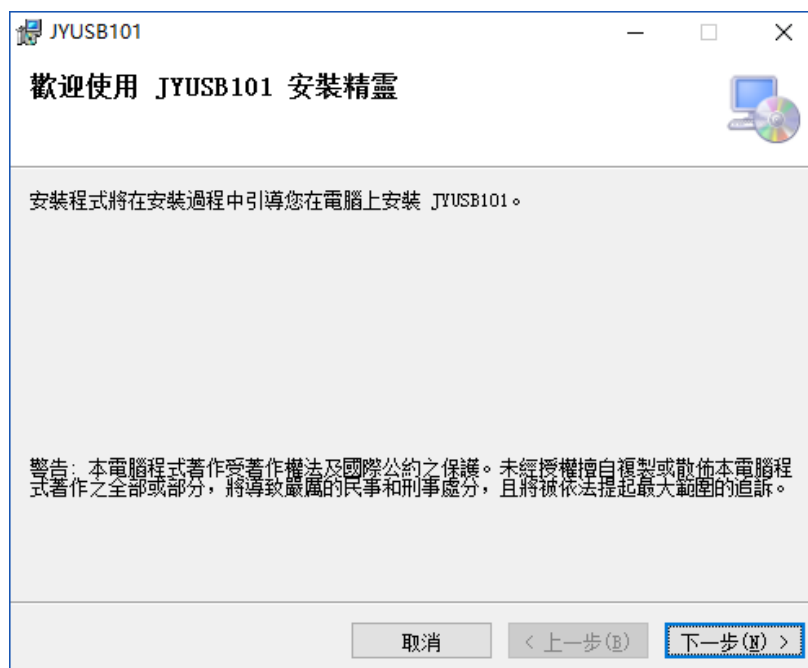 JYUSB101
歡迎使用 JYUSB101 安裝精靈
安裝程式將在安裝過程中引導您在電腦上安裝 JYUSB101。
警告: 本電腦程式著作受著作權法及國際公約之保護。未經授權擅自複製或散佈本電腦程
式著作之全部或部分，將導致嚴厲的民事和刑事處分，且將被依法提起最大範圍的追訴。
取消
< 上一步(B)
下一步(N) >